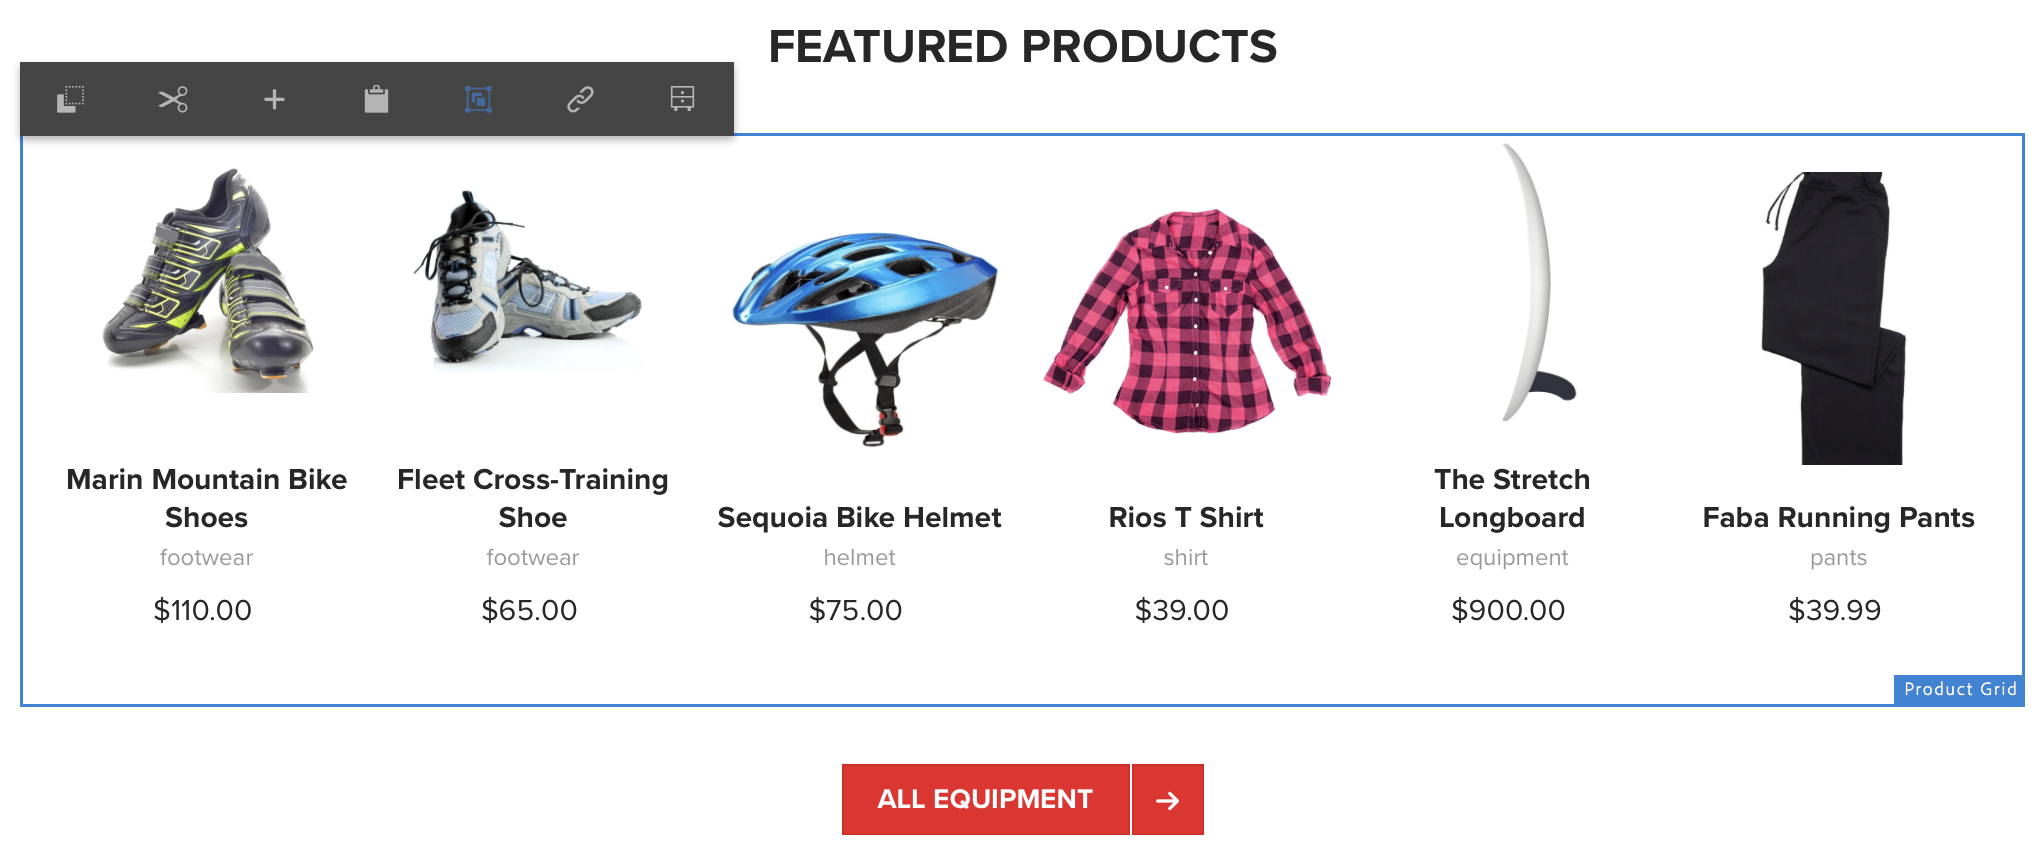 FEATURED PRODUCTS
Marin Mountain Bike
Shoes
footwear
$110.00
Fleet Cross-Training
Shoe
footwear
$65.00
Sequoia Bike Helmet
helmet
$75.00
Rios T Shirt
shirt
$39.00
The Stretch
Longboard
equipment
$900.00
Faba Running Pants
pants
$39.99
Product Grid
ALL EQUIPMENT